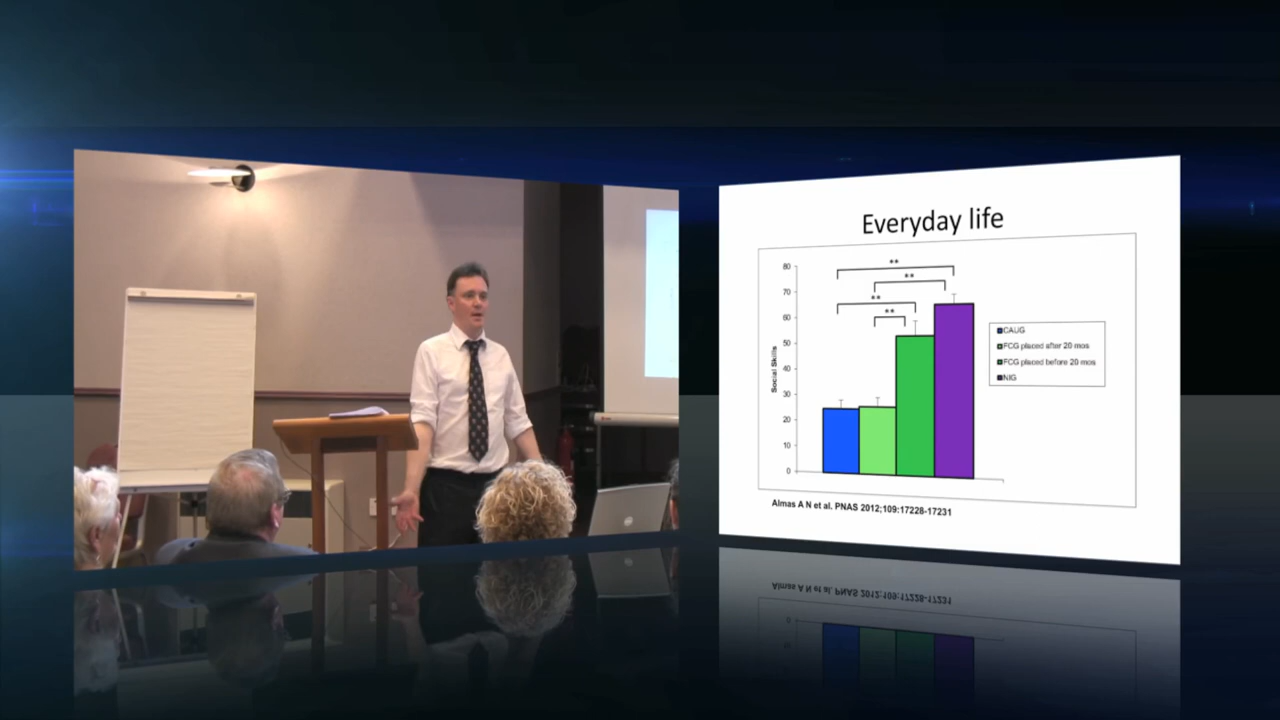 Everyday life
80
70
60
50
40
30
20
10
0
Social Skills
**
**
**
**
CAUG
FCG placed after 20 mos
FCG placed before 20 mos
NIG
Almas A N et al. PNAS 2012;109:17228-17231